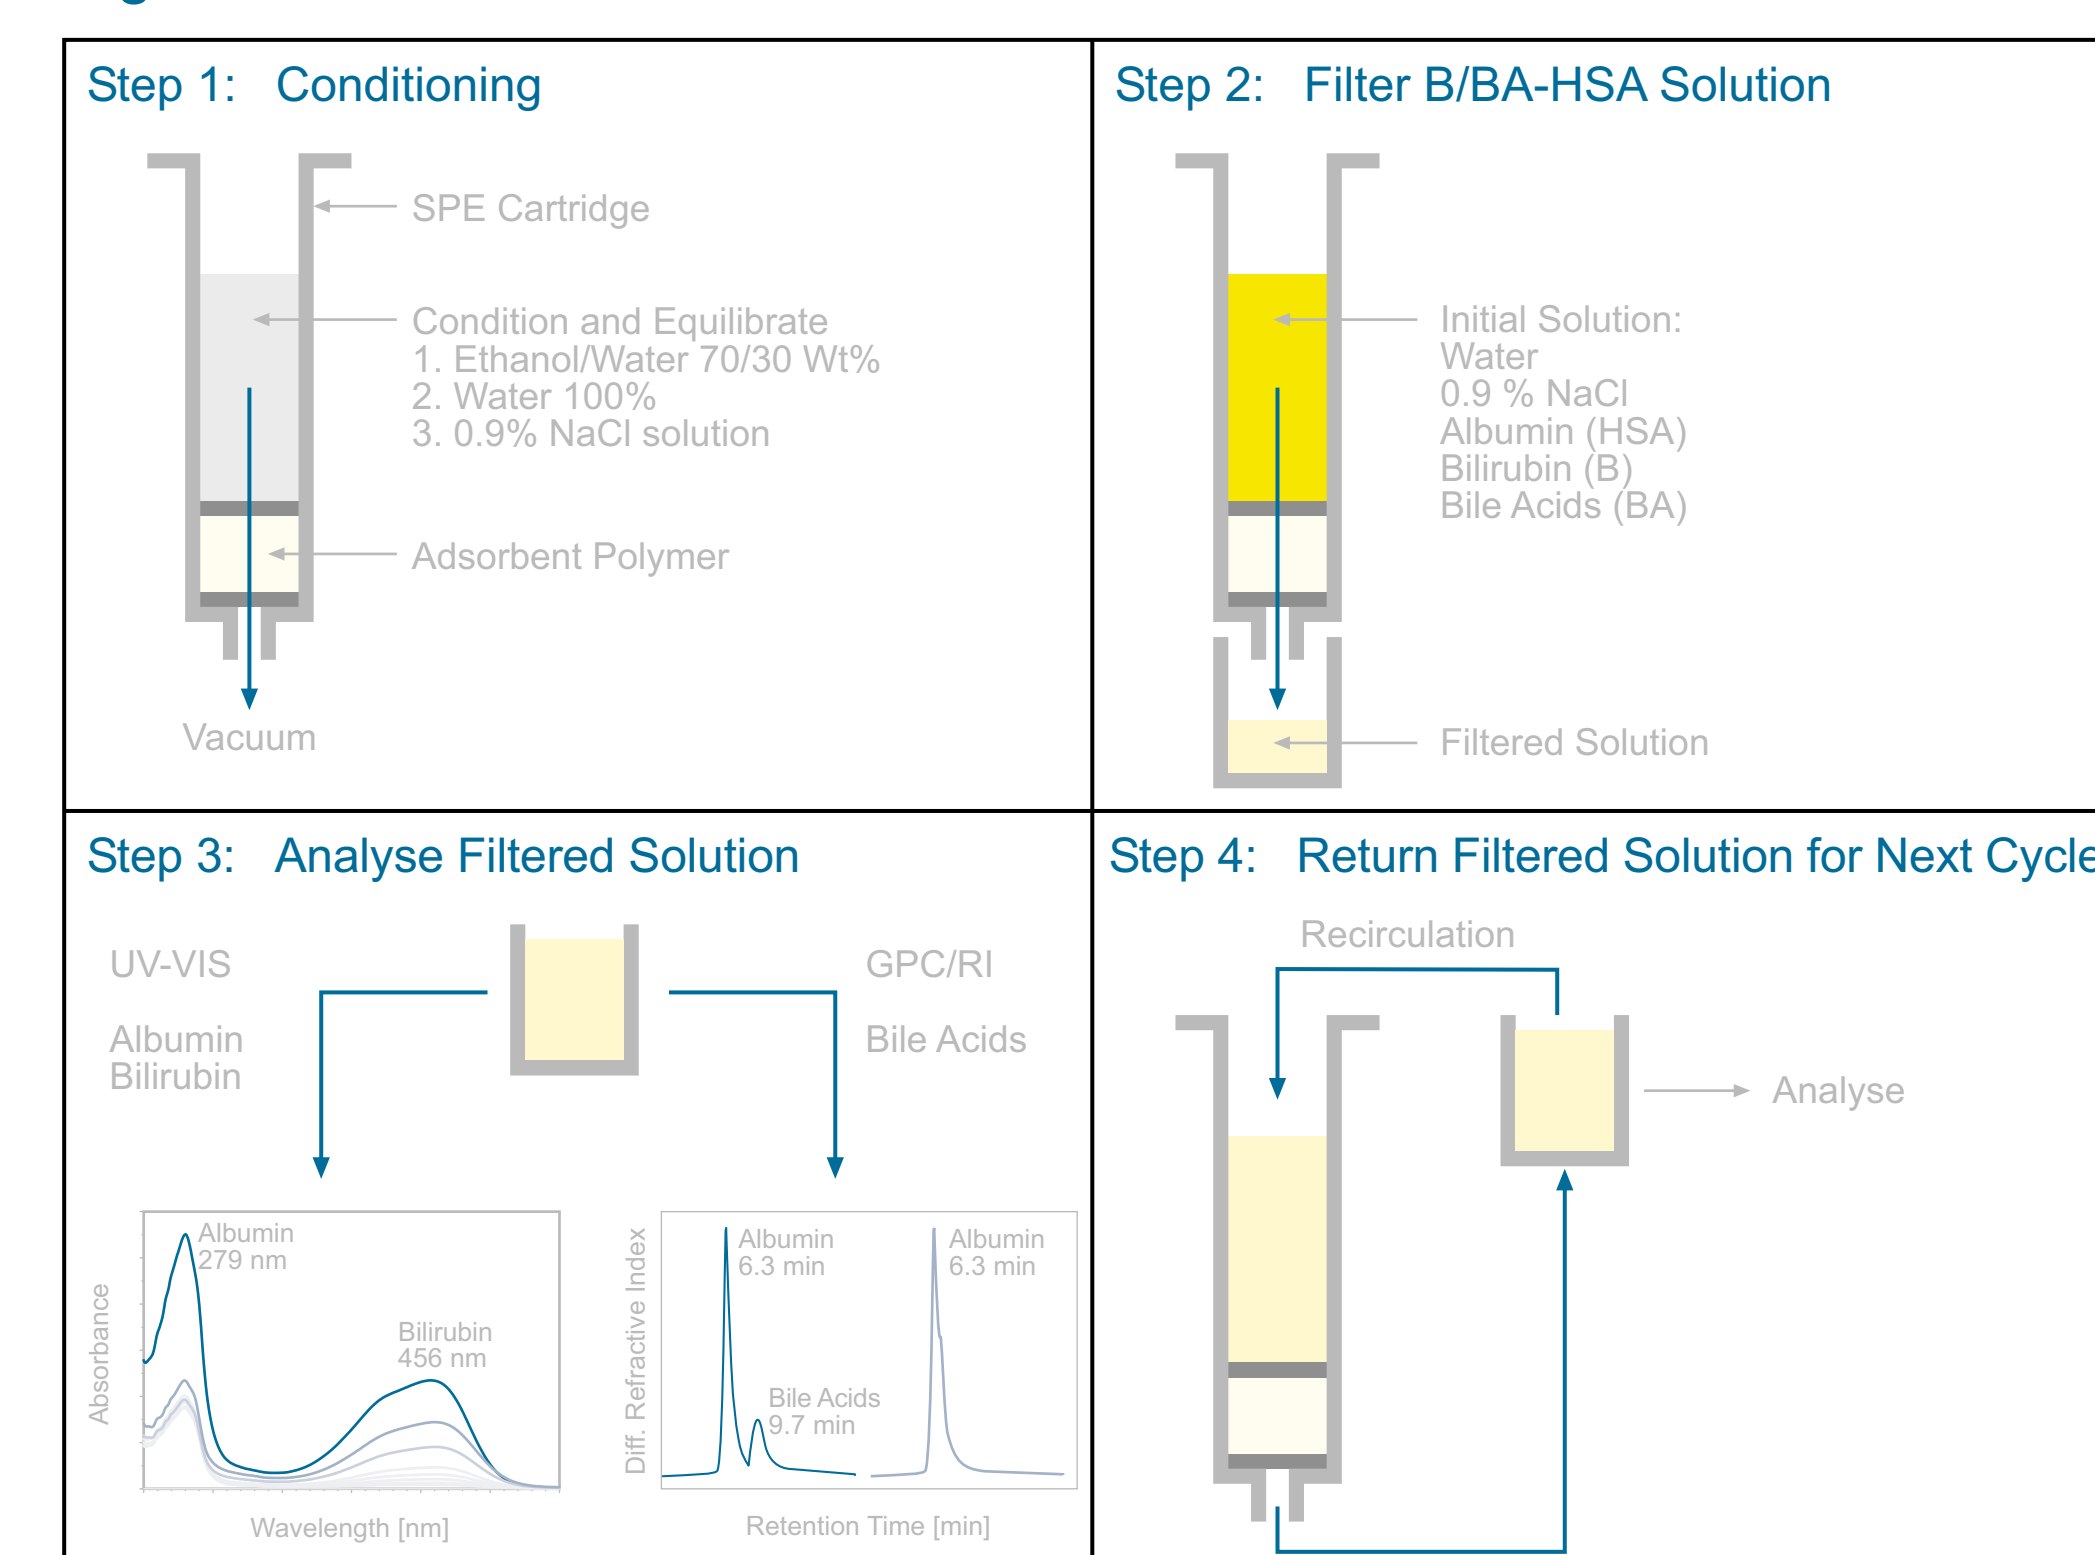 Step 1: Conditioning
SPE Cartridge
Condition and Equilibrate
1. Ethanol/Water 70/30 Wt%
2. Water 100%
3. 0.9% NaCl solution
Adsorbent Polymer
Vacuum
Step 2: Filter B/BA-HSA Solution
Initial Solution:
Water
0.9 % NaCl
Albumin (HSA)
Bilirubin (B)
Bile Acids (BA)
Filtered Solution
Step 3: Analyse Filtered Solution
UV-VIS
Albumin
Bilirubin
GPC/RI
Bile Acids
Absorbance
Albumin
279 nm
Bilirubin
456 nm
Wavelength [nm]
Diff. Refractive Index
Albumin
6.3 min
Bile Acids
9.7 min
Albumin
6.3 min
Retention Time [min]
Step 4: Return Filtered Solution for Next Cycle
Recirculation
Analyse